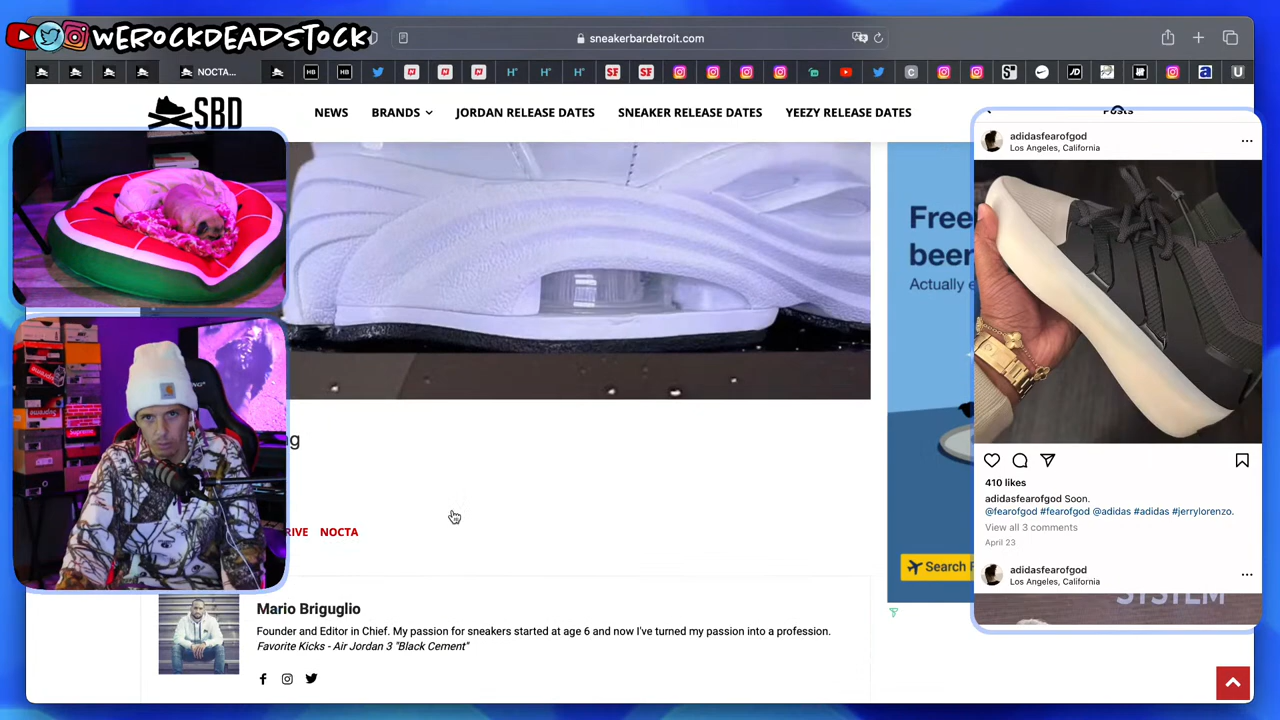 WEROCKDEADSTOCK
sneakerbardetroit.com
NOCTA...
SBD
NEWS
BRANDS
JORDAN RELEASE DATES
SNEAKER RELEASE DATES
YEEZY RELEASE DATES
Posts
adidasfearofgod
Los Angeles, California
Free
Actually
410 likes
adidasfearofgod Soon.
@fearofgod #fearofgod @adidas #adidas #jerrylorenzo.
View all 3 comments
April 23
adidasfearofgod
Los Angeles, California
SYSTEM
NOCTA
Search
Mario Briguglio
Founder and Editor in Chief. My passion for sneakers started at age 6 and now I've turned my passion into a profession.
Favorite Kicks - Air Jordan 3 "Black Cement"